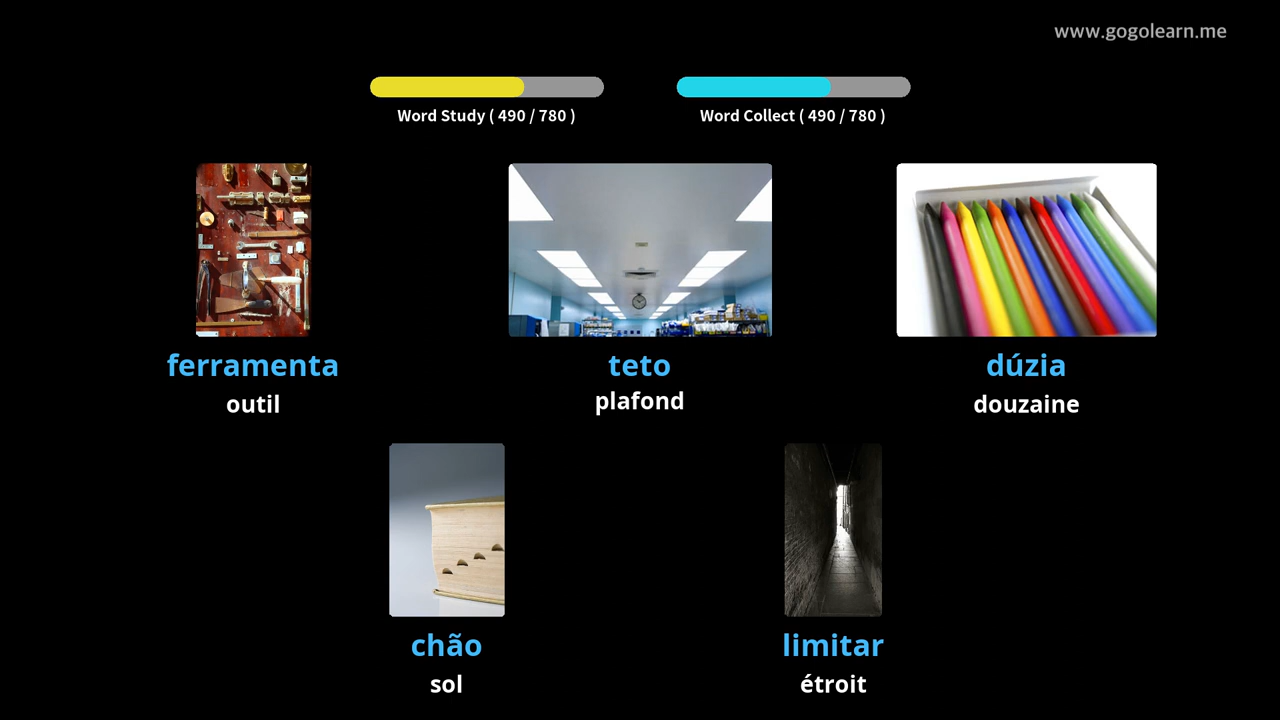 www.gogolearn.me
Word Study ( 490 / 780 )
Word Collect ( 490 / 780 )
ferramenta
outil
teto
plafond
dúzia
douzaine
chão
sol
limitar
étroit